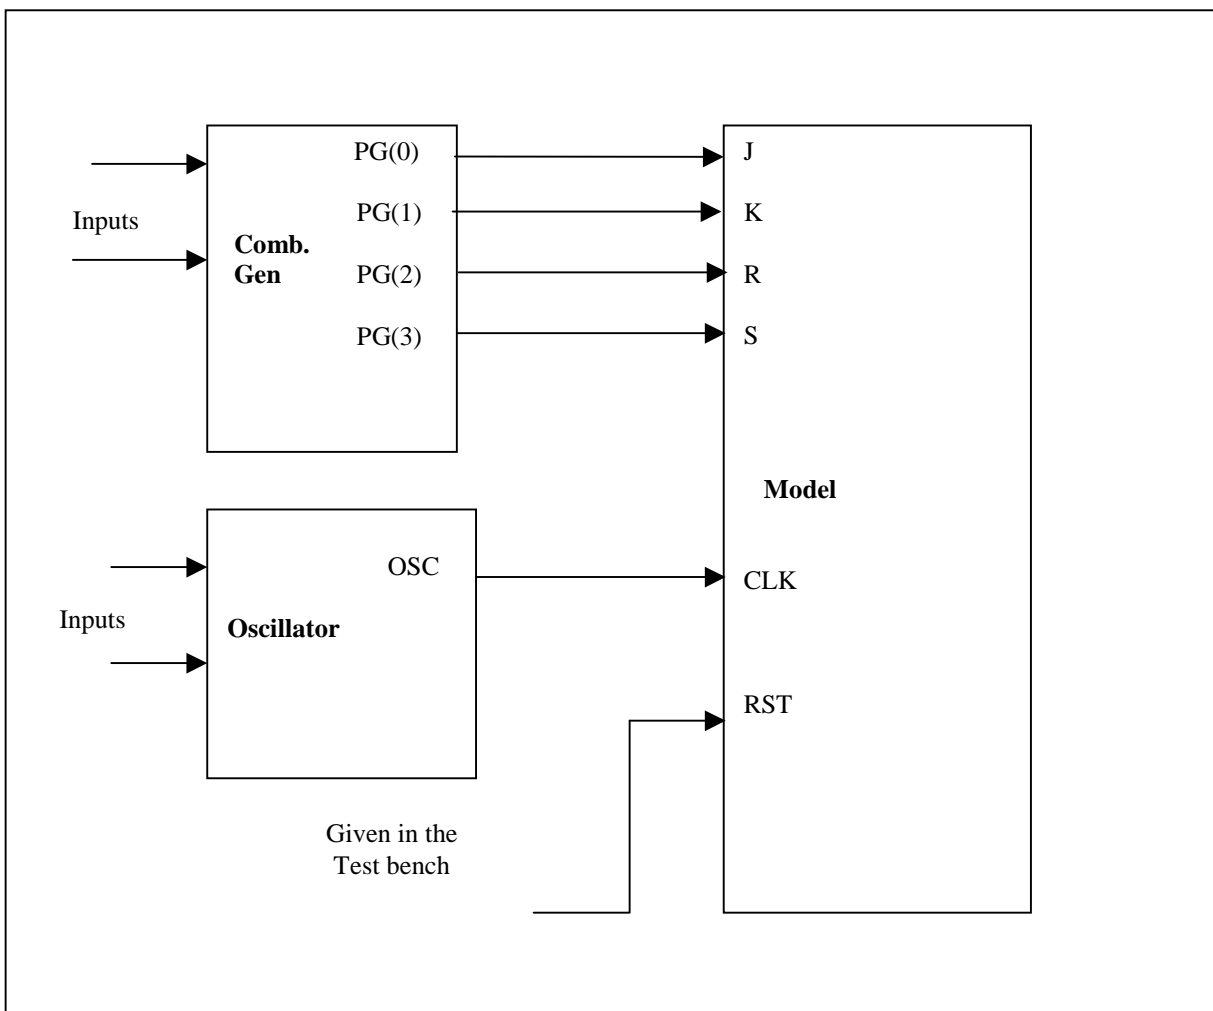 Inputs
Comb.
Gen
PG(0)
PG(1)
PG(2)
PG(3)
J
K
R
S
Model
CLK
RST
Inputs
Oscillator
OSC
Given in the
Test bench